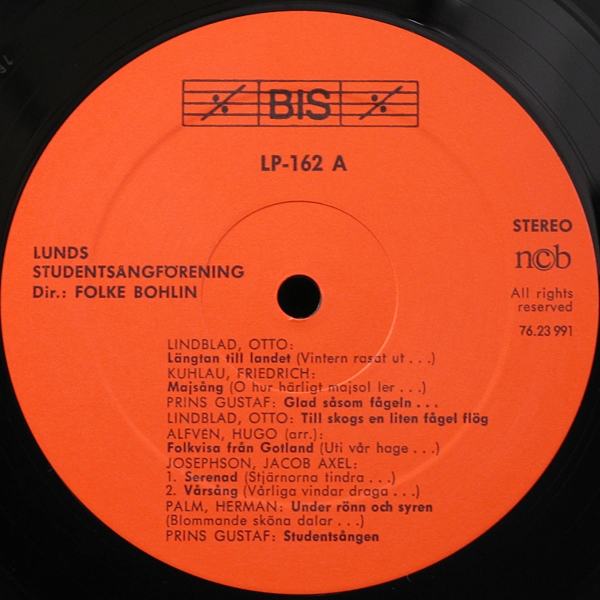 BIS
LP-162 A
STEREO
ncb
All rights
reserved
76.23 991
LUNDS
STUDENTSÅNGFÖRENING
Dir.: FOLKE BOHLIN
LINDBLAD, OTTO:
Längtan till landet (Vintern rasat ut . . .)
KUHLAU, FRIEDRICH:
Majsång (O hur härligt majsol ler . . .)
PRINS GUSTAF: Glad såsom fågeln . . .
LINDBLAD, OTTO: Till skogs en liten fågel flög
ALFVÉN, HUGO (arr.):
Folkvisa från Gotland (Uti vår hage . . .)
JOSEPHSON, JACOB AXEL:
1. Serenad (Stjärnorna tindra . . .)
2. Vårsång (Vårliga vindar draga . . .)
PALM, HERMAN: Under rönn och syren
(Blommande sköna dalar . . .)
PRINS GUSTAF: Studentsången